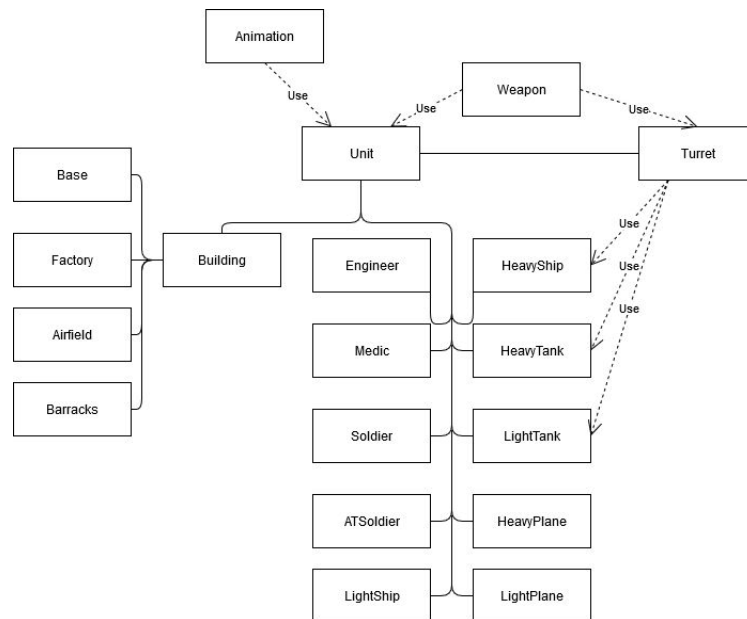 Animation
Weapon
Use
Use
Use
Unit
Turret
Base
Use
Building
Engineer
HeavyShip
Factory
Use
Use
Airfield
Medic
HeavyTank
Barracks
Soldier
LightTank
ATSoldier
HeavyPlane
LightShip
LightPlane